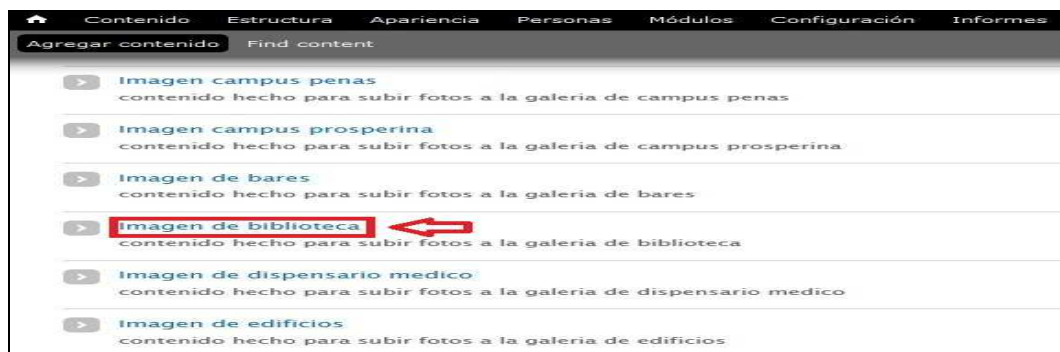 Contenido Estructura Apariencia Personas Módulos Configuración Informes
Agregar contenido Find content
Imagen campus penas
contenido hecho para subir fotos a la galeria de campus penas
Imagen campus prosperina
contenido hecho para subir fotos a la galeria de campus prosperina
Imagen de bares
contenido hecho para subir fotos a la galeria de bares
Imagen de biblioteca
contenido hecho para subir fotos a la galeria de biblioteca
Imagen de dispensario medico
contenido hecho para subir fotos a la galeria de dispensario medico
Imagen de edificios
contenido hecho para subir fotos a la galeria de edificios